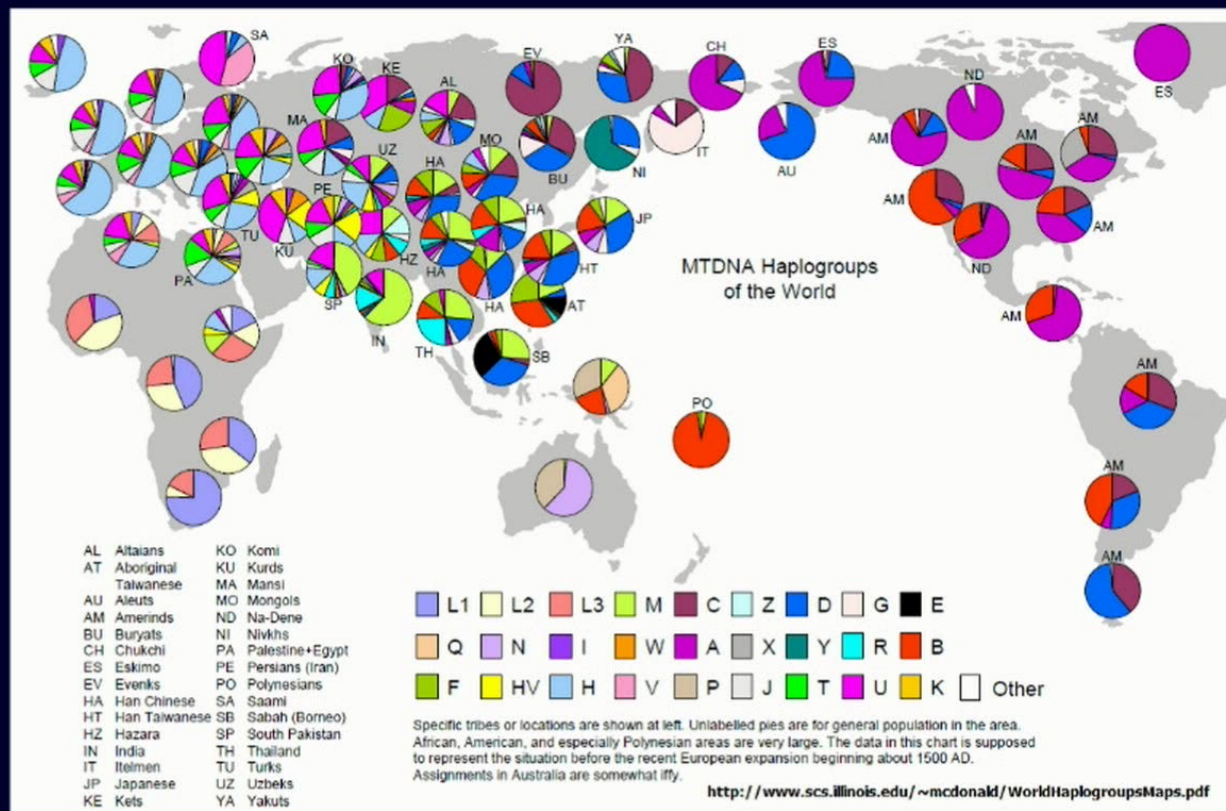 SA
KO
KE
AL
EV
YA
CH
ES
ND
ES
MA
UZ
HA
MO
BU
NI
IT
AU
AM
AM
AM
PE
HA
JP
AM
AM
TU
KU
HZ
HA
HT
ND
PA
SP
IN
TH
HA
AT
AM
SB
PO
AM
AM
AM
MTDNA Haplogroups
of the World
AL Altaians
AT Aboriginal
Taiwanese
AU Aleuts
AM Amerinds
BU Buryats
CH Chukchi
ES Eskimo
EV Evenks
HA Han Chinese
HT Han Taiwanese
HZ Hazara
IN India
IT Itelmen
JP Japanese
KE Kets
KO Komi
KU Kurds
MA Mansi
MO Mongols
ND Na-Dene
NI Nivkhs
PA Palestine+Egypt
PE Persians (Iran)
PO Polynesians
SA Saami
SB Sabah (Borneo)
SP South Pakistan
TH Thailand
TU Turks
UZ Uzbeks
YA Yakuts
L1 L2 L3 M C Z D G E
Q N I W A X Y R B
F HV H V P J T U K Other
Specific tribes or locations are shown at left. Unlabelled pies are for general population in the area.
African, American, and especially Polynesian areas are very large. The data in this chart is supposed
to represent the situation before the recent European expansion beginning about 1500 AD.
Assignments in Australia are somewhat iffy.
http://www.scs.illinois.edu/~mcdonald/WorldHaplogroupsMaps.pdf